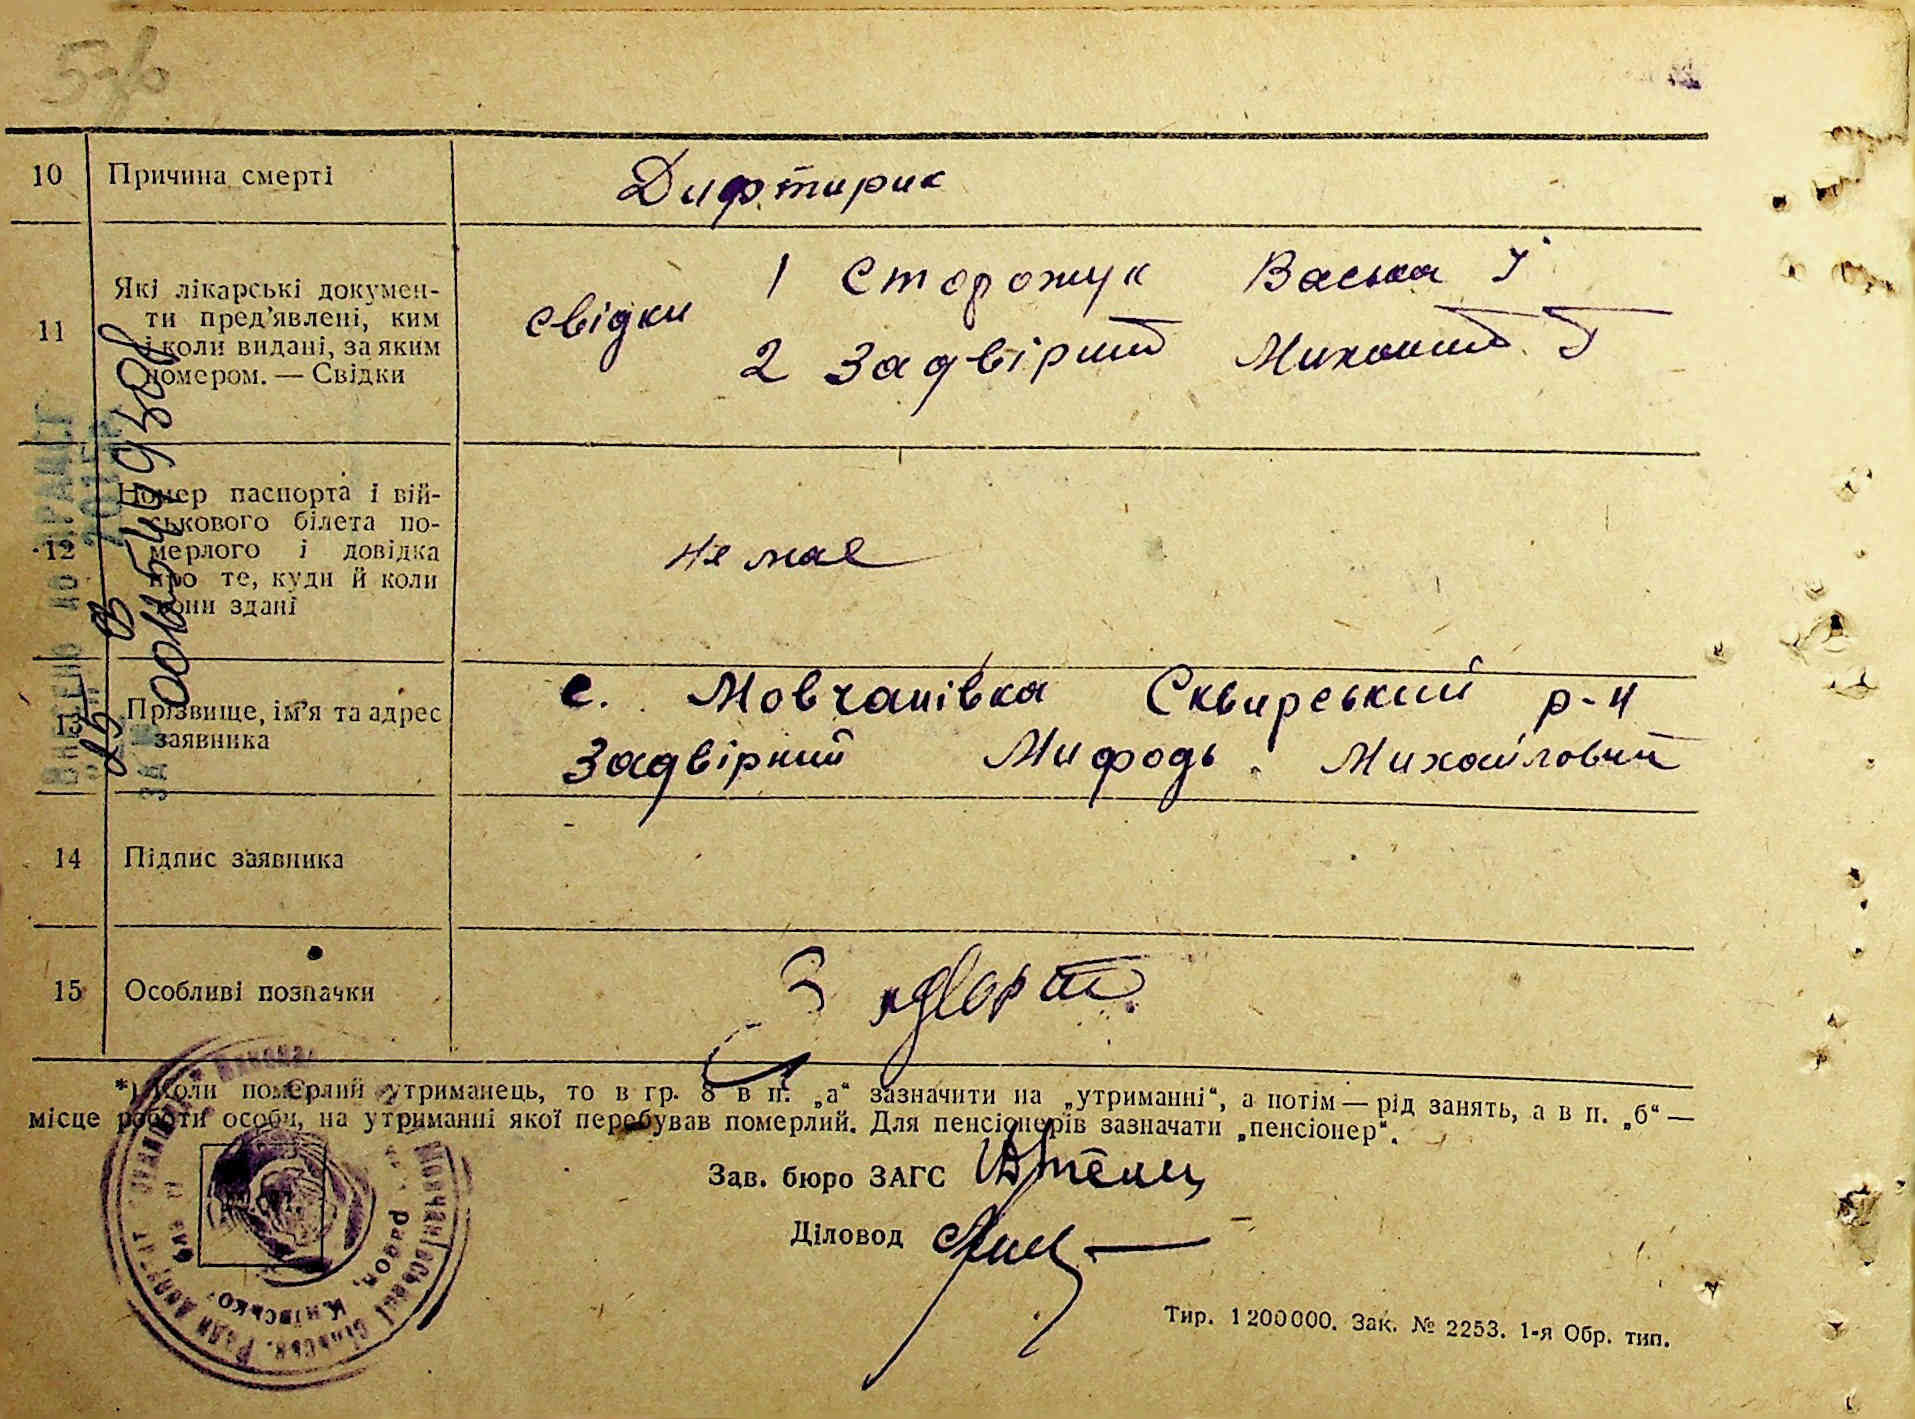 10 Причина смерті Дифтирик
11 Які лікарські докумен-
ти пред’явлені, ким
і коли видані, за яким
номером. — Свідки
свідки 1 Сторожук Васька І
2 Задвірний Михаил Г
12 Номер паспорта і вій-
ськового білета по-
мерлого і довідка
про те, куди й коли
вони здані
не має
13 Прізвище, ім’я та адрес
заявника
с. Мовчанівка Сквирський р-н
Задвірний Мифодь Михайлович
14 Підпис заявника
15 Особливі позначки
*) Коли померлий утриманець, то в гр. 8 в п. „а“ зазначити на „утриманні“, а потім — рід занять, а в п. „б“ —
місце роботи особи, на утриманні якої перебував померлий. Для пенсіонерів зазначати „пенсіонер“.
Зав. бюро ЗАГС
Діловод
Тир. 1200000. Зак. № 2253. 1-я Обр. тип.